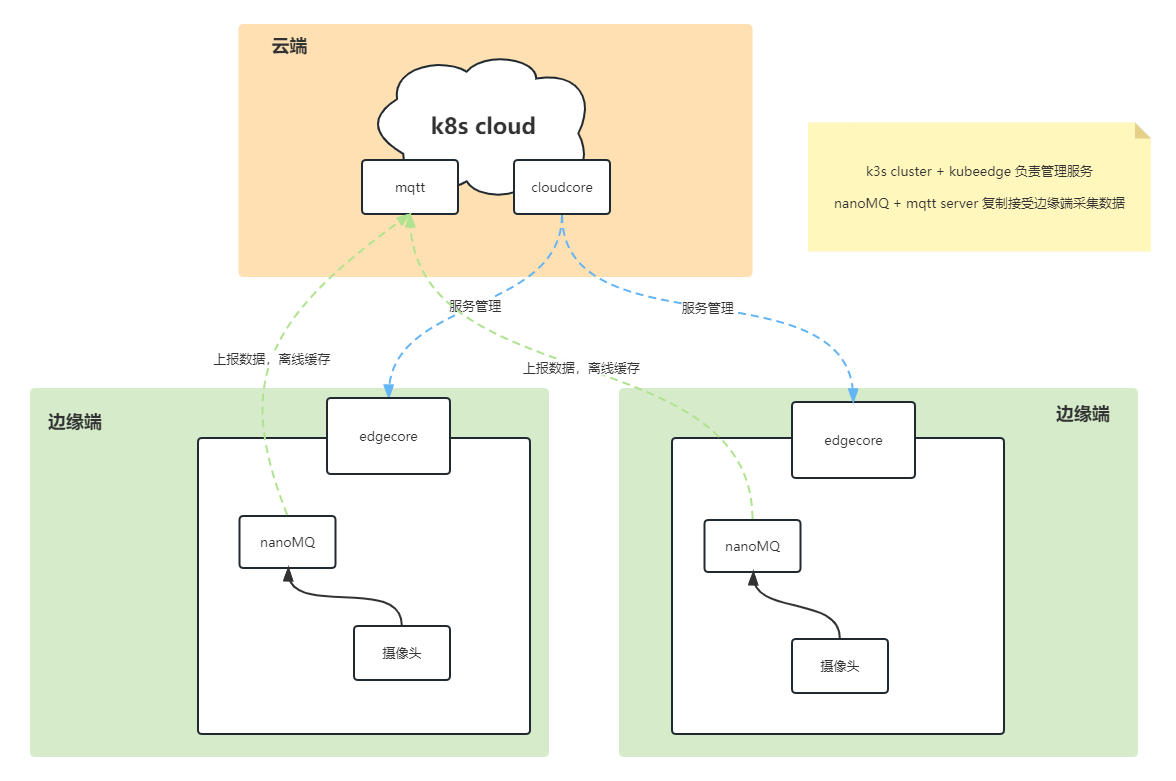 云端
k8s cloud
mqtt
cloudcore
k3s cluster + kubeedge 负责管理服务
nanoMQ + mqtt server 复制接受边缘端采集数据
服务管理
服务管理
上报数据，离线缓存
上报数据，离线缓存
边缘端
edgecore
nanoMQ
摄像头
边缘端
edgecore
nanoMQ
摄像头